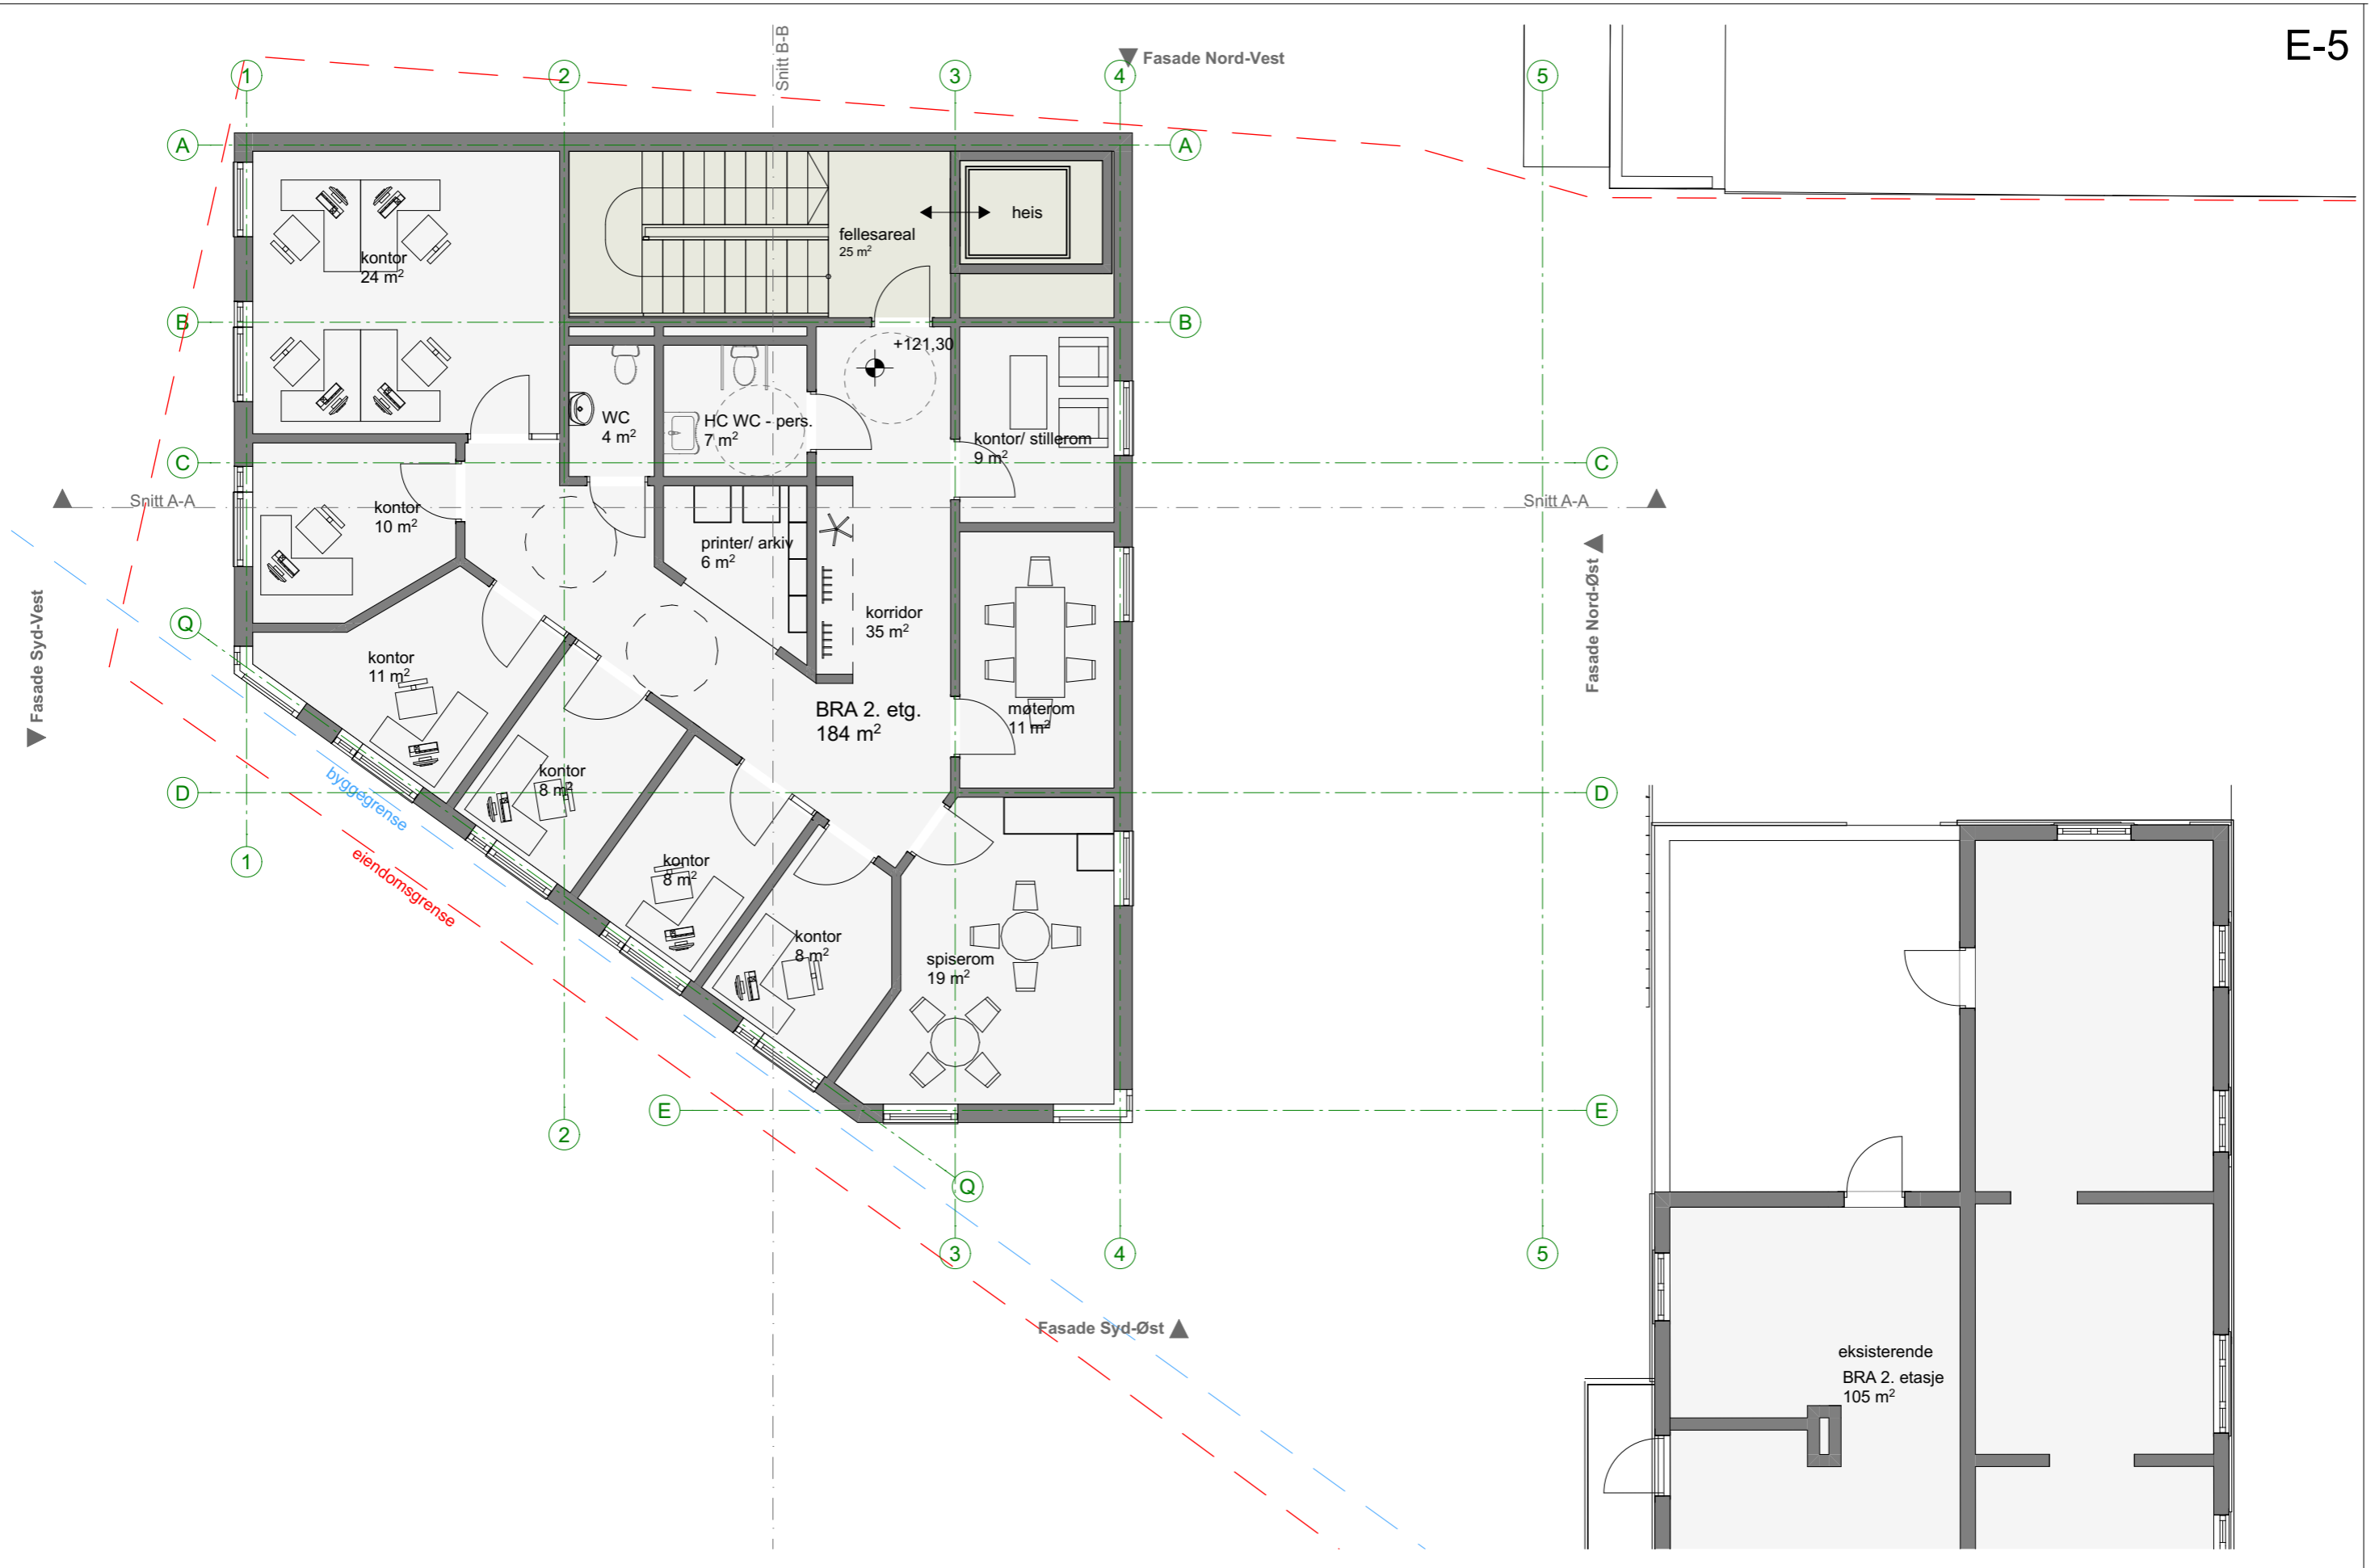 E-5
Snitt B-B
Fasade Nord-Vest
1
2
3
4
5
A
A
heis
fellesareal
25 m²
kontor
24 m²
B
B
+121,30
WC
4 m²
HC WC - pers.
7 m²
kontor/ stillerom
9 m²
C
C
Snitt A-A
Snitt A-A
kontor
10 m²
printer/ arkiv
6 m²
Fasade Syd-Vest
Fasade Nord-Øst
Q
korridor
35 m²
kontor
11 m²
BRA 2. etg.
184 m²
møterom
11 m²
kontor
8 m²
D
D
byggegrense
eiendomsgrense
1
kontor
8 m²
kontor
8 m²
spiserom
19 m²
E
E
2
Q
3
4
5
Fasade Syd-Øst
eksisterende
BRA 2. etasje
105 m²